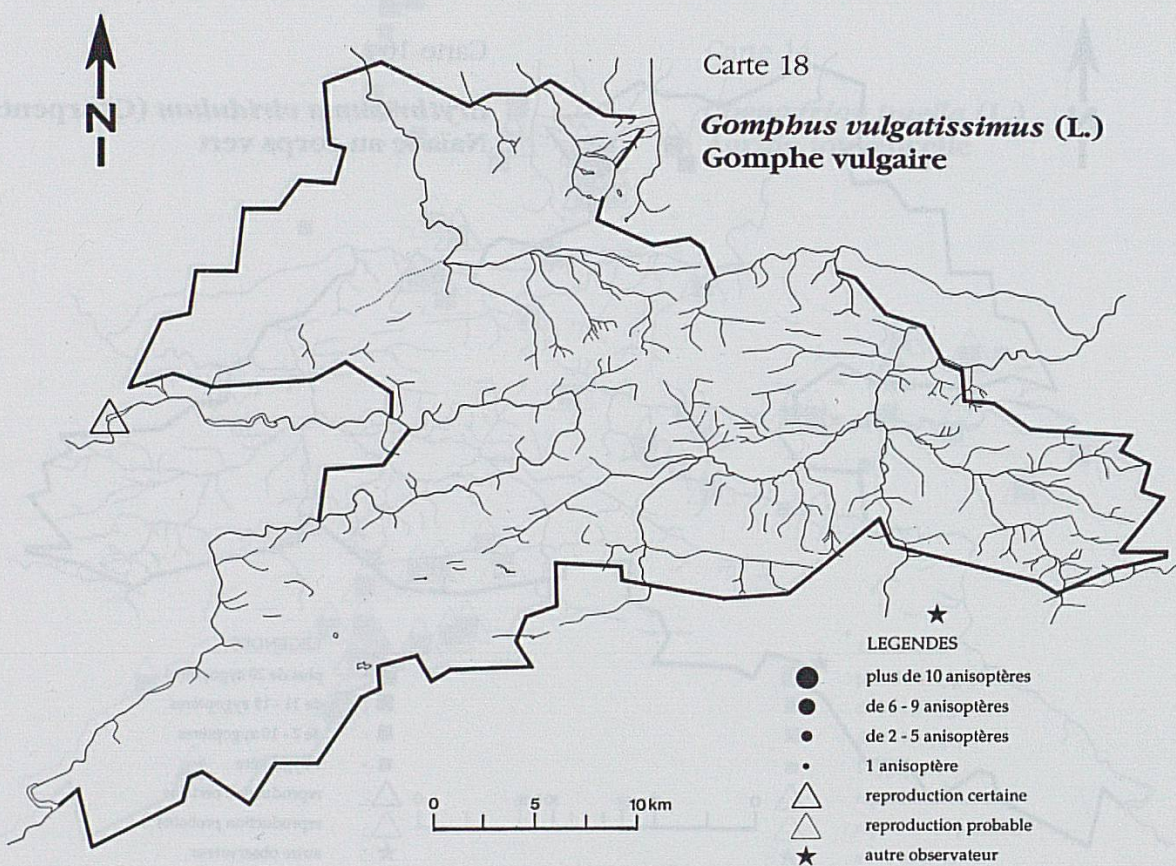 N
Carte 18
Gomphus vulgatissimus (L.)
Gomphe vulgaire
LEGENDES
plus de 10 anisoptères
de 6 - 9 anisoptères
de 2 - 5 anisoptères
1 anisoptère
reproduction certaine
reproduction probable
autre observateur
0 5 10 km